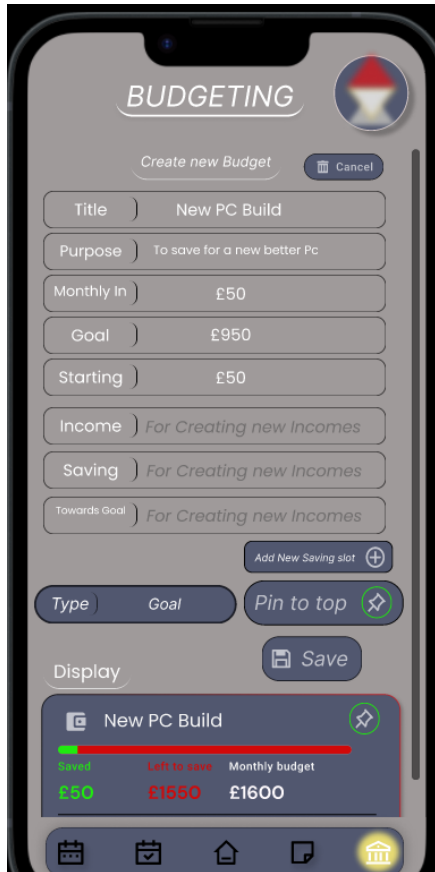 BUDGETING
Create new Budget
Cancel
Title New PC Build
Purpose To save for a new better Pc
Monthly In £50
Goal £950
Starting £50
Income For Creating new Incomes
Saving For Creating new Incomes
Towards Goal For Creating new Incomes
Add New Saving slot
Type Goal
Pin to top
Save
Display
New PC Build
Saved Left to save Monthly budget
£50 £1550 £1600